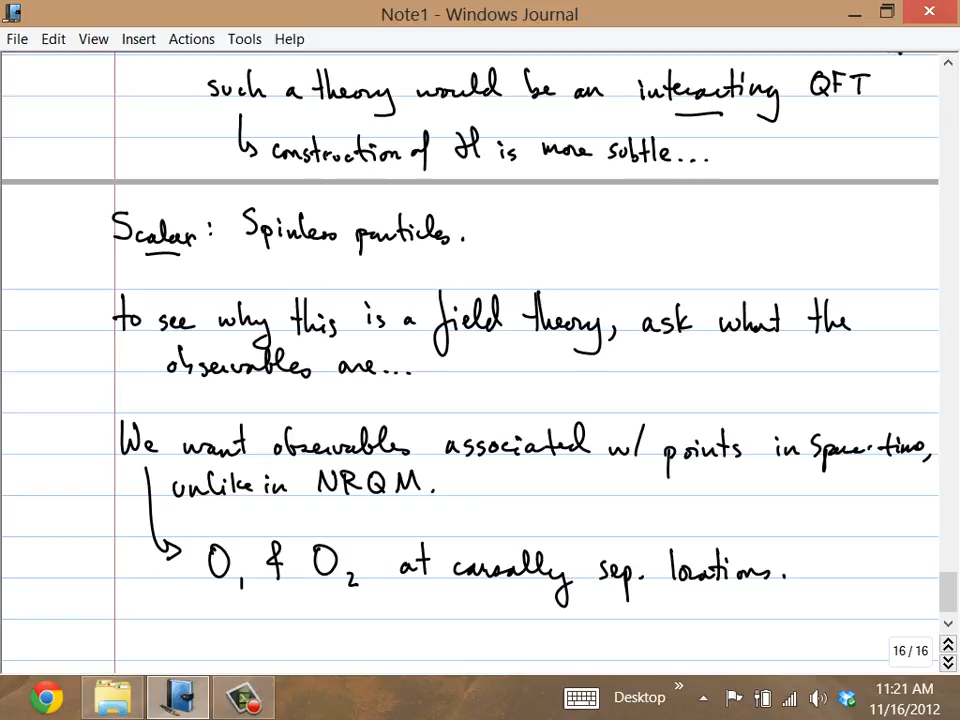 Note1 - Windows Journal
File Edit View Insert Actions Tools Help
such a theory would be an interacting QFT
construction of H is more subtle...
Scalar: Spinless particles.
to see why this is a field theory, ask what the
observables are...
We want observables associated w/ points in space-time,
unlike in NRQM.
O1 & O2 at causally sep. locations.
16 / 16
Desktop
»
11:21 AM
11/16/2012